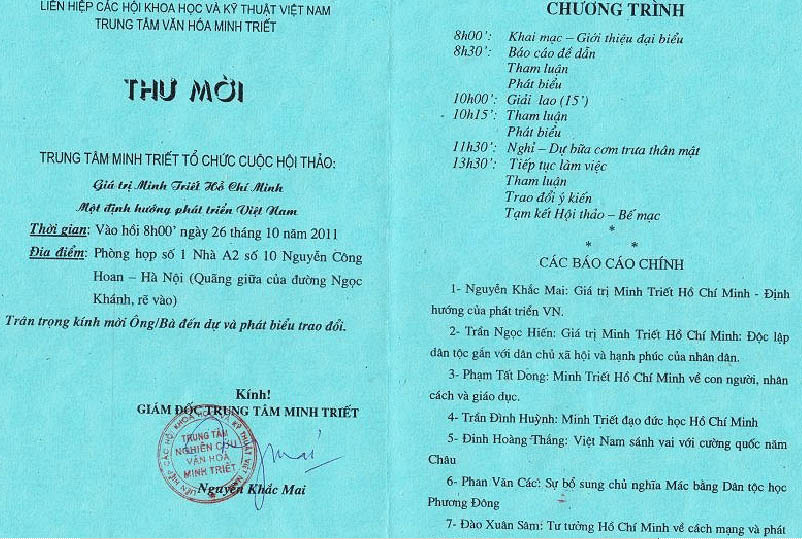 LIÊN HIỆP CÁC HỘI KHOA HỌC VÀ KỸ THUẬT VIỆT NAM
TRUNG TÂM VĂN HÓA MINH TRIẾT
THƯ MỜI
TRUNG TÂM MINH TRIẾT TỔ CHỨC CUỘC HỘI THẢO:
Giá trị Minh Triết Hồ Chí Minh
Một định hướng phát triển Việt Nam
Thời gian: Vào hồi 8h00' ngày 26 tháng 10 năm 2011
Địa điểm: Phòng họp số 1 Nhà A2 số 10 Nguyễn Công
Hoan – Hà Nội (Quãng giữa của đường Ngọc
Khánh, rẽ vào)
Trân trọng kính mời Ông/Bà đến dự và phát biểu trao đổi.
Kính!
GIÁM ĐỐC TRUNG TÂM MINH TRIẾT
LIÊN HIỆP CÁC HỘI KHOA HỌC VÀ KỸ THUẬT VIỆT NAM
TRUNG TÂM
NGHIÊN CỨU
VĂN HOÁ
MINH TRIẾT
Mai
Nguyễn Khắc Mai
CHƯƠNG TRÌNH
8h00': Khai mạc – Giới thiệu đại biểu
8h30': Báo cáo đề dẫn
Tham luận
Phát biểu
10h00': Giải lao (15')
- 10h15': Tham luận
Phát biểu
11h30': Nghỉ – Dự bữa cơm trưa thân mật
13h30': Tiếp tục làm việc
Tham luận
Trao đổi ý kiến
Tạm kết Hội thảo – Bế mạc
*
* *
CÁC BÁO CÁO CHÍNH
1- Nguyễn Khắc Mai: Giá trị Minh Triết Hồ Chí Minh - Định
hướng của phát triển VN.
2- Trần Ngọc Hiến: Giá trị Minh Triết Hồ Chí Minh: Độc lập
dân tộc gắn với dân chủ xã hội và hạnh phúc của nhân dân.
3- Phạm Tất Dong: Minh Triết Hồ Chí Minh về con người, nhân
cách và giáo dục.
4- Trần Đình Huỳnh: Minh Triết đạo đức học Hồ Chí Minh
5- Đinh Hoàng Thắng: Việt Nam sánh vai với cường quốc năm
Châu
6- Phan Văn Các: Sự bổ sung chủ nghĩa Mác bằng Dân tộc học
Phương Đông
7- Đào Xuân Sâm: Tư tưởng Hồ Chí Minh về cách mạng và phát